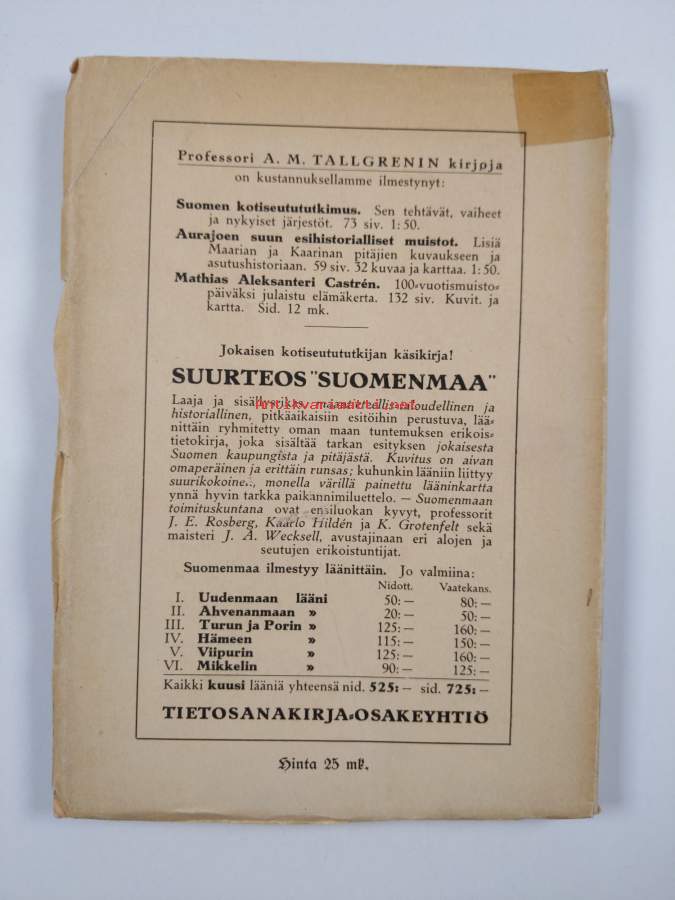 Professori A. M. TALLGRENIN kirjoja
on kustannuksellamme ilmestynyt:
Suomen kotiseutututkimus. Sen tehtävät, vaiheet
ja nykyiset järjestöt. 73 siv. 1:50.
Aurajoen suun esihistorialliset muistot. Lisiä
Maarian ja Kaarinan pitäjien kuvaukseen ja
asutushistoriaan. 59 siv. 32 kuvaa ja karttaa. 1:50.
Mathias Aleksanteri Castrén. 100-vuotismuisto-
päiväksi julaistu elämäkerta. 132 siv. Kuvit. ja
kartta. Sid. 12 mk.
Jokaisen kotiseutututkijan käsikirja!
SUURTEOS "SUOMENMAA"
Laaja ja sisällysrikas, maantieteellis-taloudellinen ja
historiallinen, pitkäaikaisiin esitöihin perustuva, lää-
nittäin ryhmitetty oman maan tuntemuksen erikois-
tietokirja, joka sisältää tarkan esityksen jokaisesta
Suomen kaupungista ja pitäjästä. Kuvitus on aivan
omaperäinen ja erittäin runsas; kuhunkin lääniin liittyy
suurikokoinen, monella värillä painettu lääninkartta
ynnä hyvin tarkka paikannimiluettelo. — Suomenmaan
toimituskuntana ovat ensiluokan kyvyt, professorit
J. E. Rosberg, Kaarlo Hildén ja K. Grotenfelt sekä
maisteri J. A. Wecksell, avustajinaan eri alojen ja
seutujen erikoistuntijat.
Suomenmaa ilmestyy läänittäin. Jo valmiina:
Nidott. Vaatekans.
I. Uudenmaan lääni 50:— 80:—
II. Ahvenanmaan » 20:— 50:—
III. Turun ja Porin » 125:— 160:—
IV. Hämeen » 115:— 150:—
V. Viipurin » 125:— 160:—
VI. Mikkelin » 90:— 125:—
Kaikki kuusi lääniä yhteensä nid. 525:— sid. 725:—
TIETOSANAKIRJA-OSAKEYHTIÖ
Hinta 25 mk.